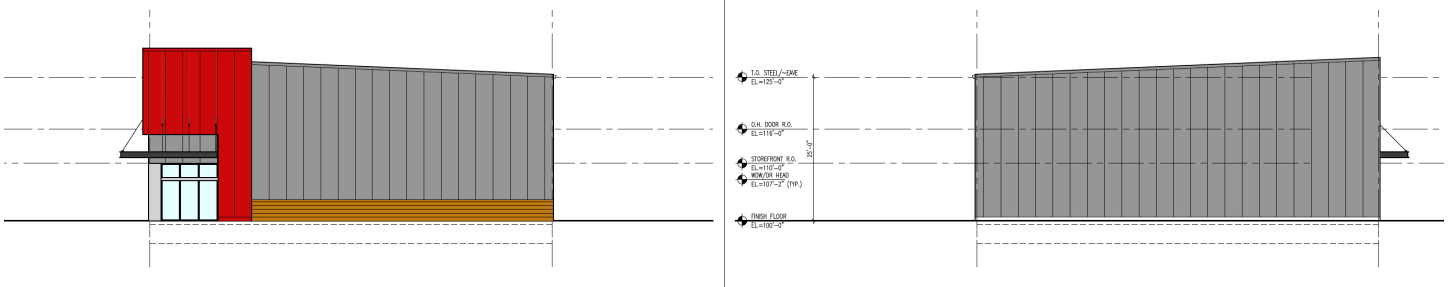 T.O. STEEL/~EAVE
EL.=125'-0"
O.H. DOOR R.O.
EL.=116'-0"
25'-0"
STOREFRONT R.O.
EL.=110'-0"
WDW/DR HEAD
EL=107'-2" (TYP.)
FINISH FLOOR
EL.=100'-0"